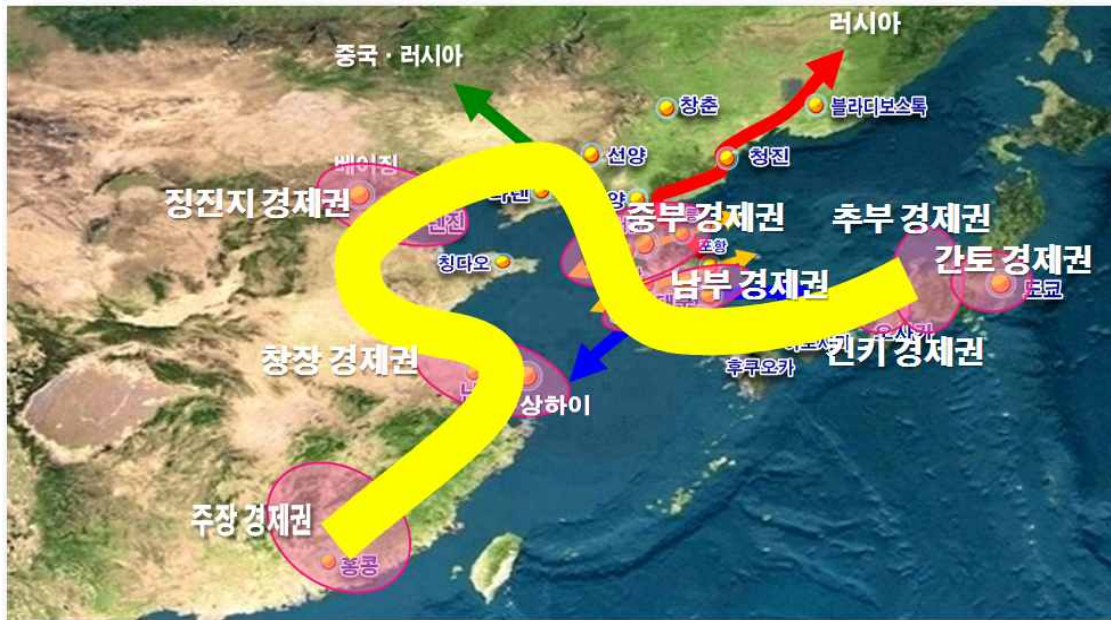 러시아
중국 · 러시아
창춘
블라디보스톡
선양
청진
베이징
징진지 경제권
중부 경제권
추부 경제권
포항
칭다오
남부 경제권
간토 경제권
도쿄
오사카
킨키 경제권
창장 경제권
후쿠오카
상하이
주장 경제권
홍콩